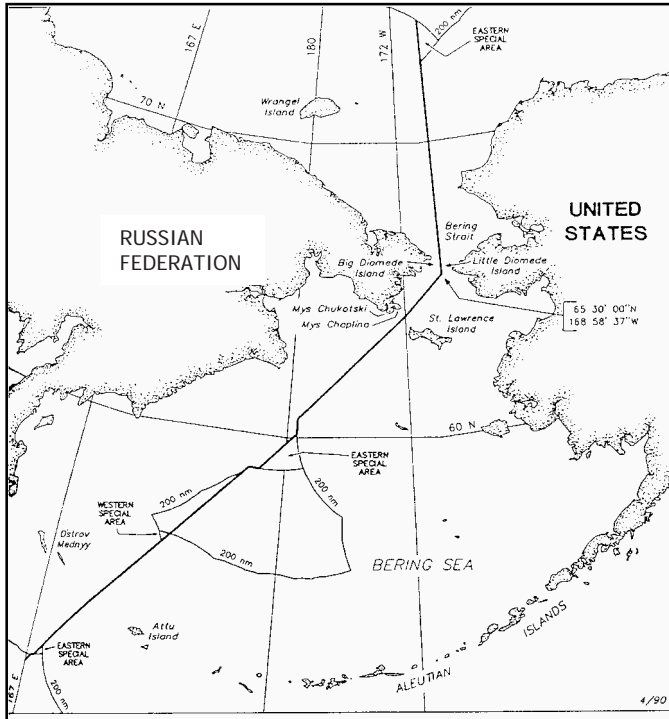 167 E
180
172 W
200 nm
EASTERN
SPECIAL
AREA
70 N
Wrangel
Island
UNITED
STATES
RUSSIAN
FEDERATION
Bering
Strait
Big Diomede
Island
Little Diomede
Island
65 30' 00"N
168 58' 37"W
Mys Chukotski
Mys Chaplina
St. Lawrence
Island
60 N
EASTERN
SPECIAL
AREA
200 nm
200 nm
WESTERN
SPECIAL
AREA
200 nm
Ostrov
Mednyy
BERING SEA
Attu
Island
EASTERN
SPECIAL
AREA
167 E
200 nm
ALEUTIAN
ISLANDS
4/90